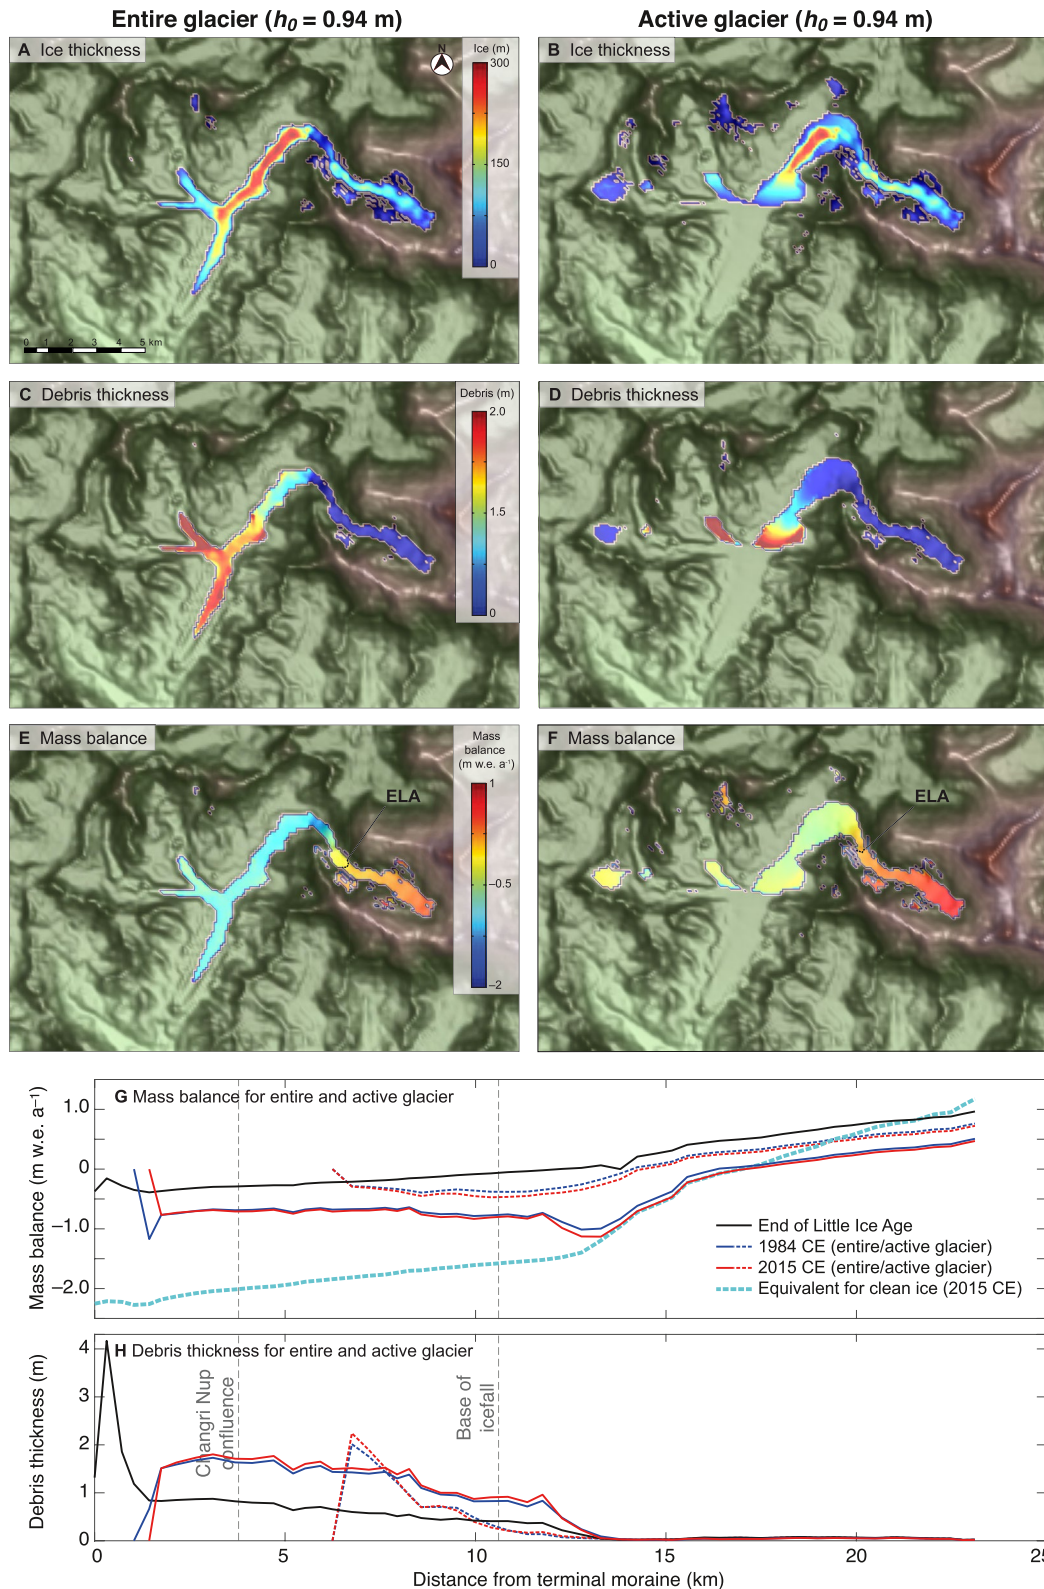 Entire glacier (h0 = 0.94 m)
Active glacier (h0 = 0.94 m)
A Ice thickness
N
Ice (m)
300
150
0
0 1 2 3 4 5 km
B Ice thickness
C Debris thickness
Debris (m)
2.0
1.5
0
D Debris thickness
E Mass balance
Mass
balance
(m w.e. a⁻¹)
1
−0.5
−2
ELA
F Mass balance
ELA
G Mass balance for entire and active glacier
Mass balance (m w.e. a⁻¹)
1.0
0
−1.0
−2.0
End of Little Ice Age
1984 CE (entire/active glacier)
2015 CE (entire/active glacier)
Equivalent for clean ice (2015 CE)
H Debris thickness for entire and active glacier
Debris thickness (m)
4
3
2
1
0
Changri Nup
confluence
Base of
icefall
0 5 10 15 20 25
Distance from terminal moraine (km)